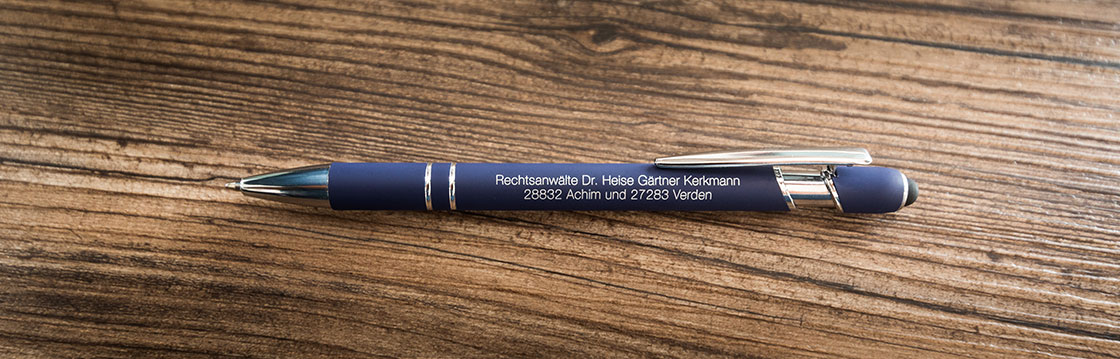 Rechtsanwälte Dr. Heise Gärtner Kerkmann
28832 Achim und 27283 Verden